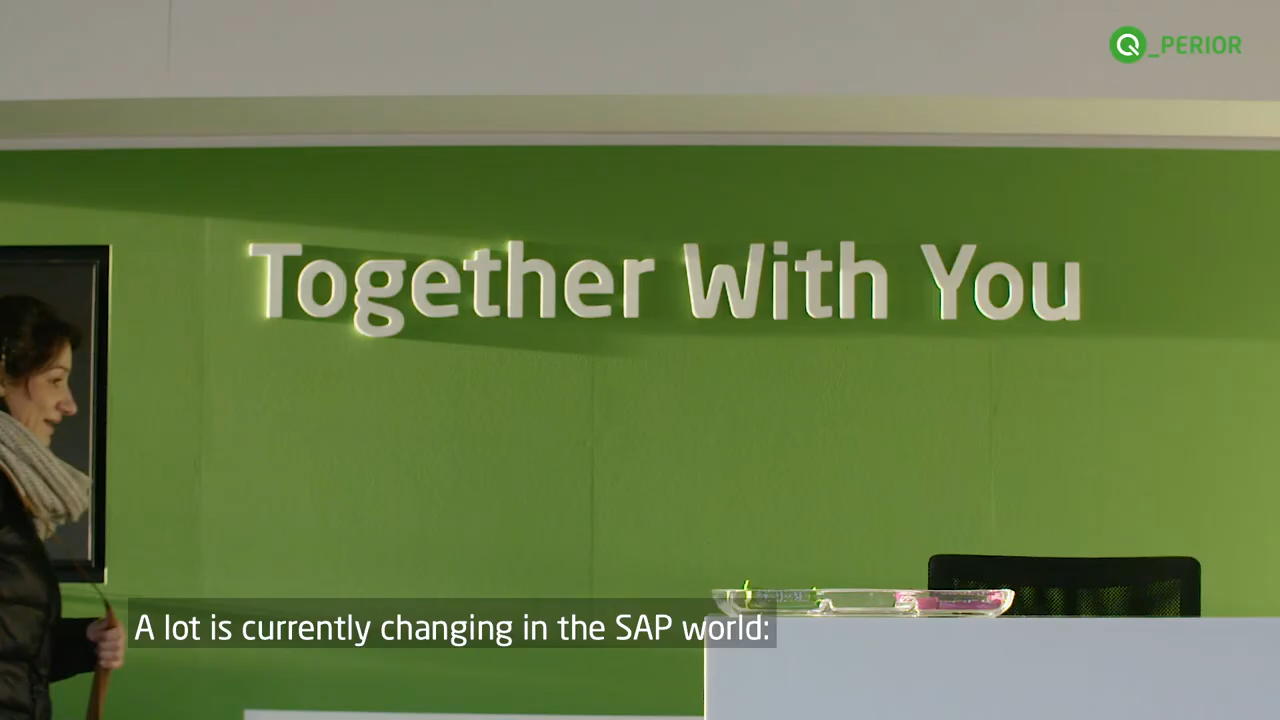 Q_PERIOR
Together With You
A lot is currently changing in the SAP world: